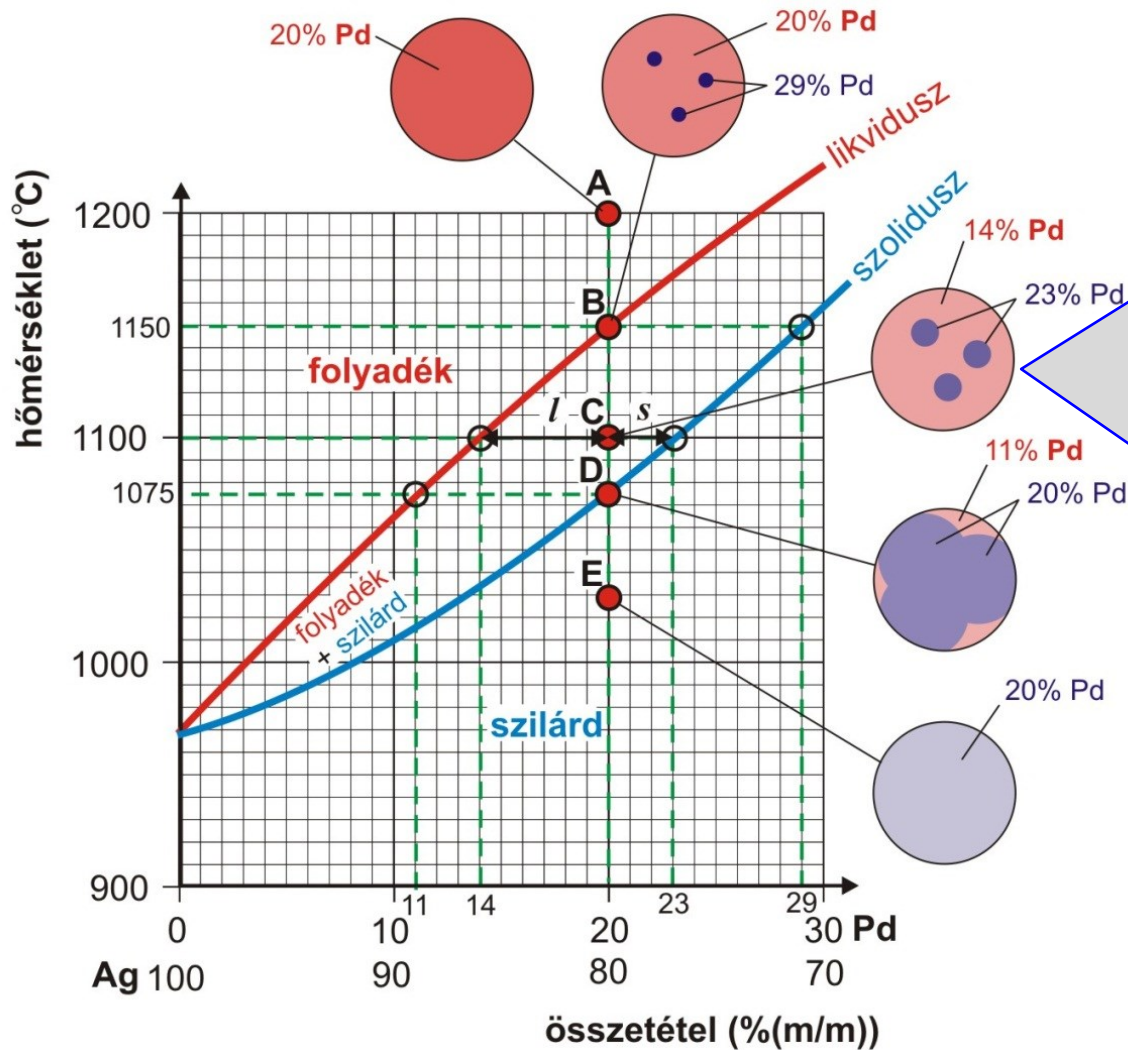 20% Pd
20% Pd
29% Pd
likvidusz
szolidusz
hőmérséklet (°C)
1200
1150
1100
1075
1000
900
A
B
C
D
E
l
s
folyadék
folyadék
+ szilárd
szilárd
14% Pd
23% Pd
11% Pd
20% Pd
20% Pd
11 14 23 29
0 10 20 30 Pd
Ag 100 90 80 70
összetétel (%(m/m))